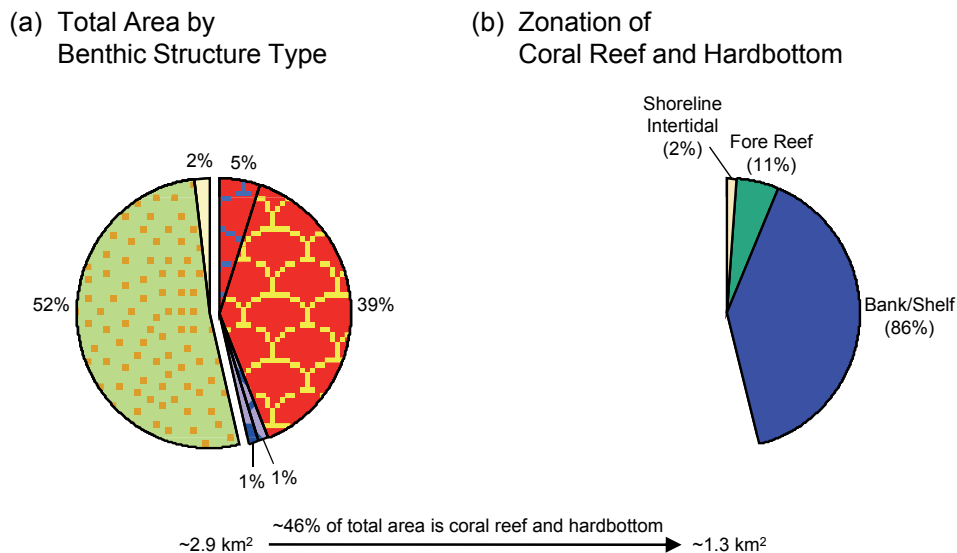 (a) Total Area by
Benthic Structure Type
(b) Zonation of
Coral Reef and Hardbottom
2%
5%
52%
39%
1%
1%
Shoreline
Intertidal
(2%)
Fore Reef
(11%)
Bank/Shelf
(86%)
~46% of total area is coral reef and hardbottom
~2.9 km²
~1.3 km²